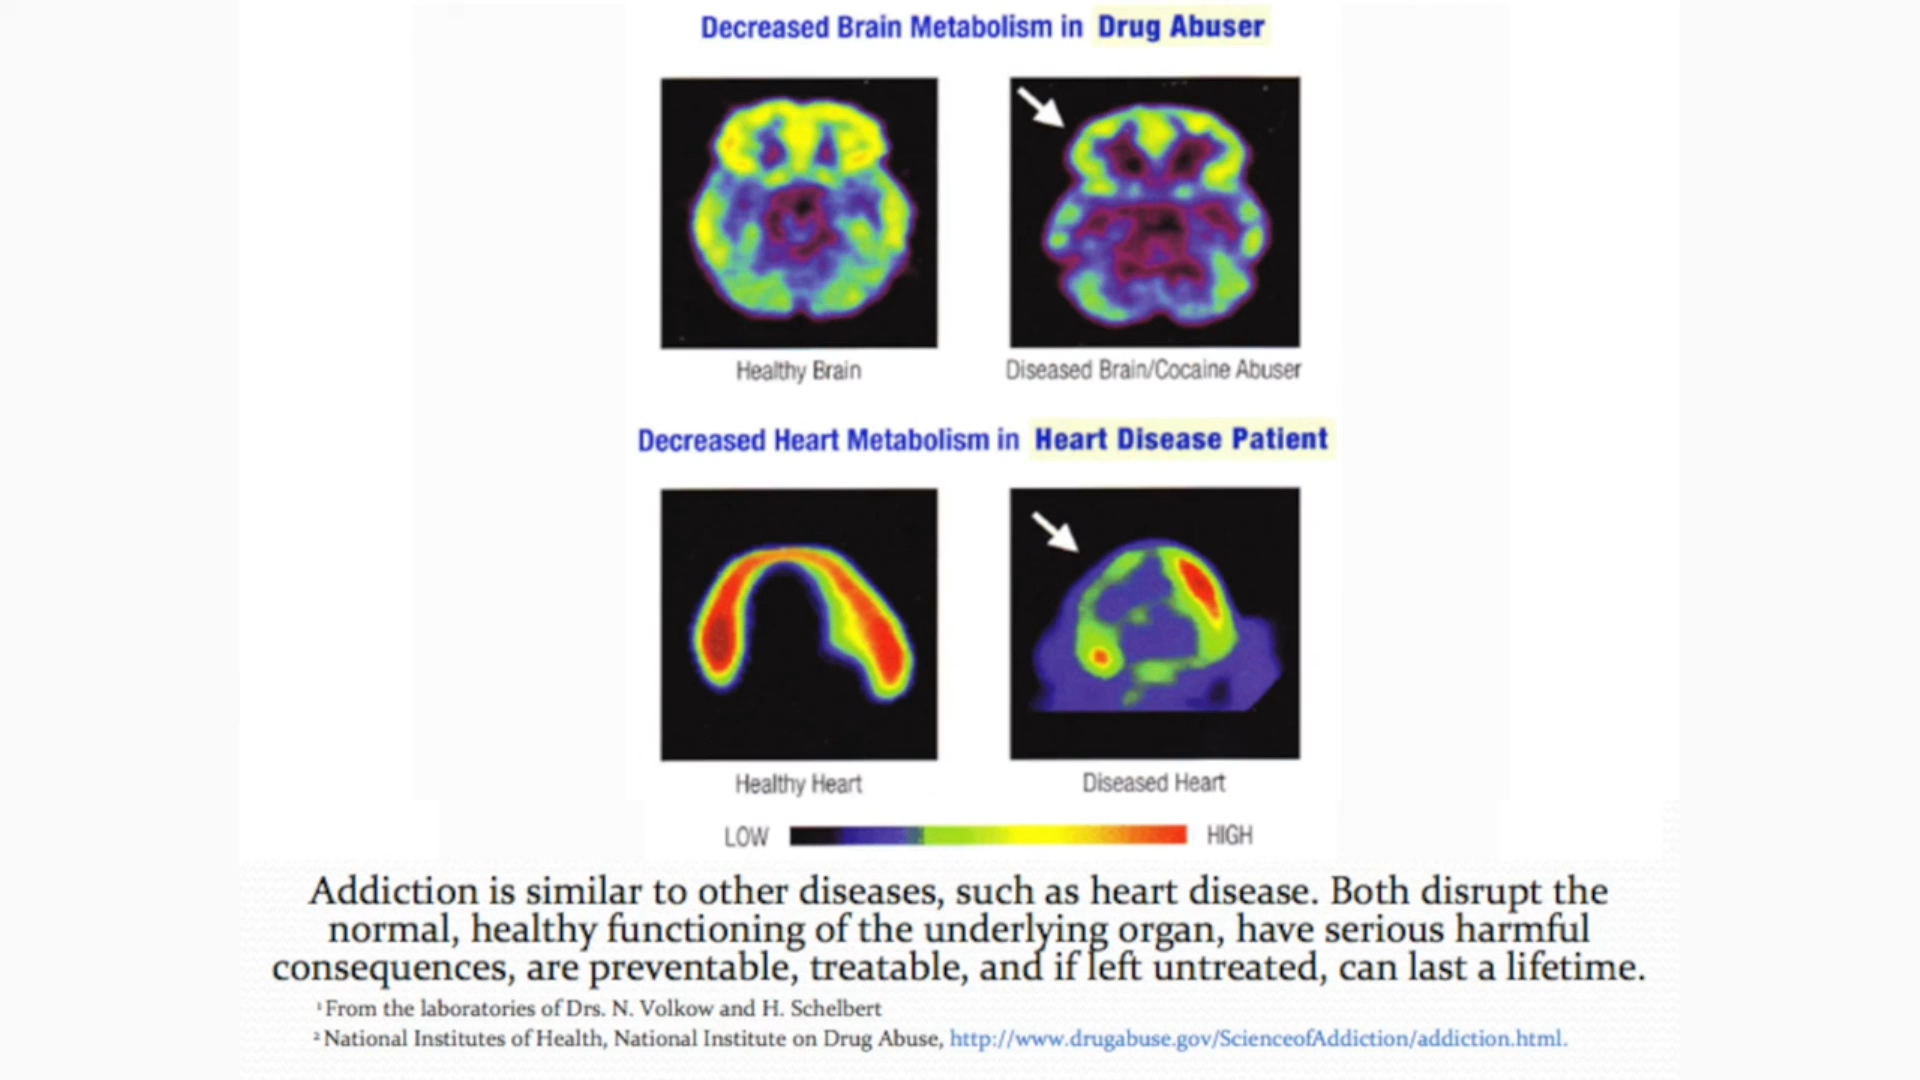 Decreased Brain Metabolism in Drug Abuser
Healthy Brain
Diseased Brain/Cocaine Abuser
Decreased Heart Metabolism in Heart Disease Patient
Healthy Heart
Diseased Heart
LOW
HIGH
Addiction is similar to other diseases, such as heart disease. Both disrupt the
normal, healthy functioning of the underlying organ, have serious harmful
consequences, are preventable, treatable, and if left untreated, can last a lifetime.
¹ From the laboratories of Drs. N. Volkow and H. Schelbert
² National Institutes of Health, National Institute on Drug Abuse, http://www.drugabuse.gov/ScienceofAddiction/addiction.html.